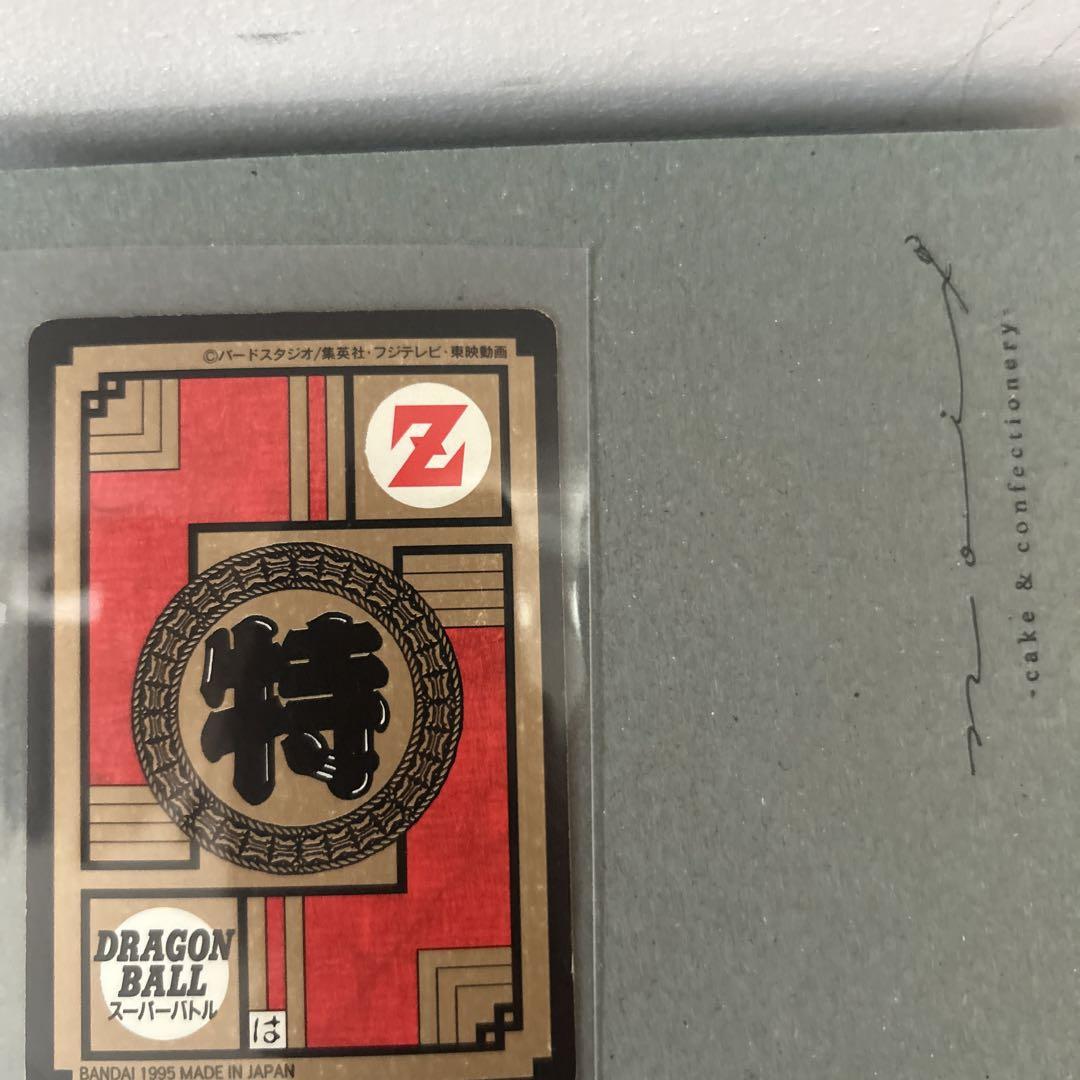 ©バードスタジオ/集英社・フジテレビ・東映動画
Z
特
DRAGON
BALL
スーパーバトル
は
BANDAI 1995 MADE IN JAPAN
-cake & confectionery-